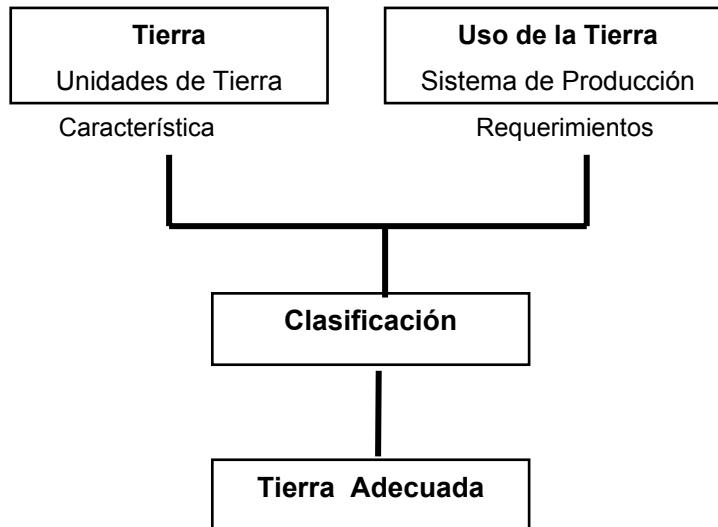 Tierra
Unidades de Tierra
Característica
Uso de la Tierra
Sistema de Producción
Requerimientos
Clasificación
Tierra Adecuada